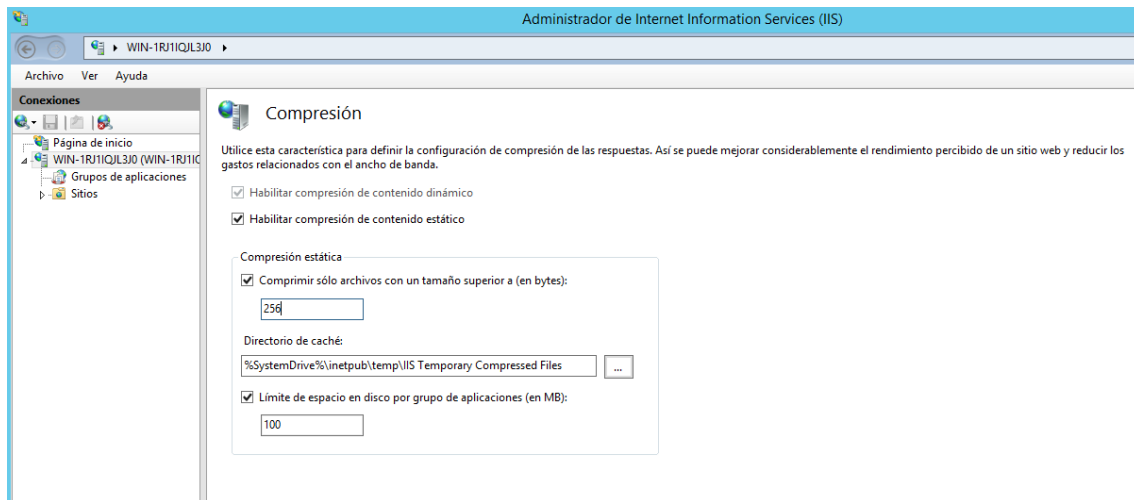 Administrador de Internet Information Services (IIS)
WIN-1RJ1IQJL3J0
Archivo Ver Ayuda
Conexiones
Página de inicio
WIN-1RJ1IQJL3J0 (WIN-1RJ1IQ
Grupos de aplicaciones
Sitios
Compresión
Utilice esta característica para definir la configuración de compresión de las respuestas. Así se puede mejorar considerablemente el rendimiento percibido de un sitio web y reducir los
gastos relacionados con el ancho de banda.
Habilitar compresión de contenido dinámico
Habilitar compresión de contenido estático
Compresión estática
Comprimir sólo archivos con un tamaño superior a (en bytes):
256
Directorio de caché:
%SystemDrive%\inetpub\temp\IIS Temporary Compressed Files
...
Límite de espacio en disco por grupo de aplicaciones (en MB):
100